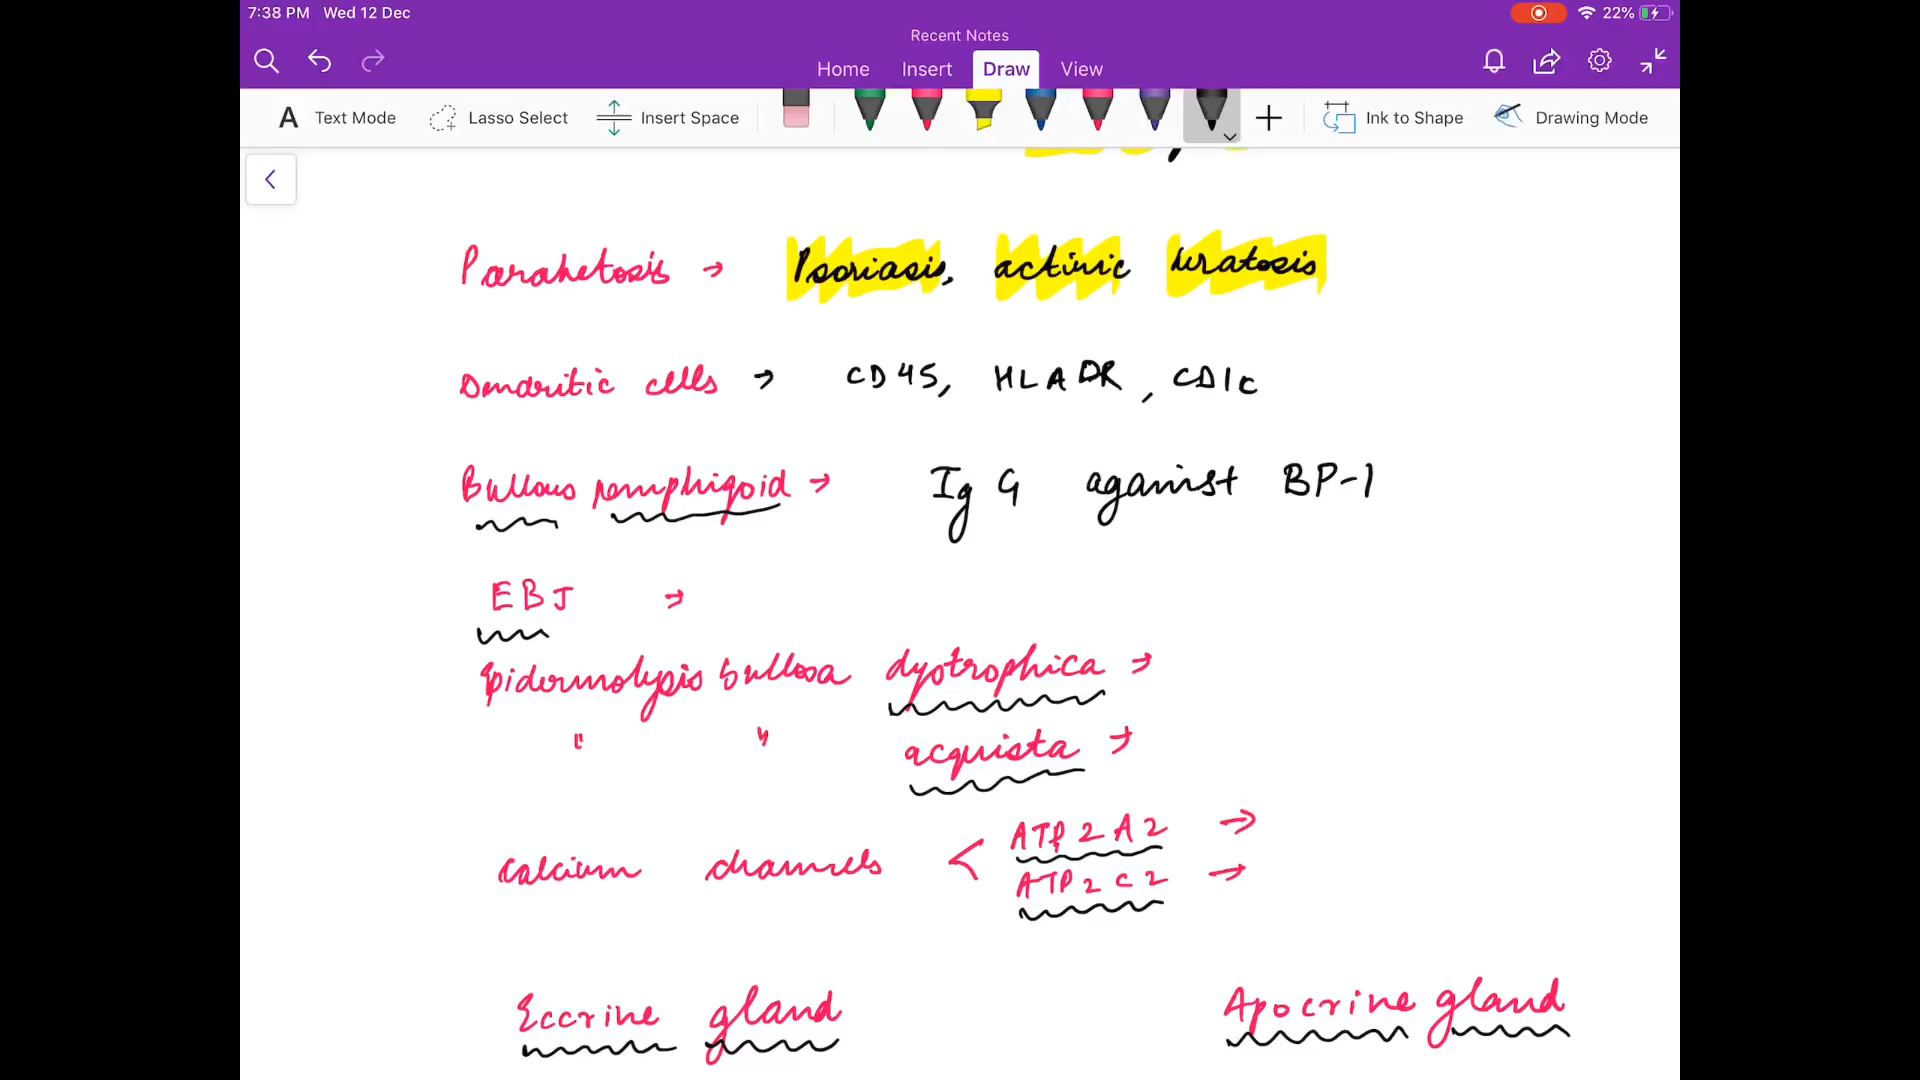 7:38 PM Wed 12 Dec 22%
Recent Notes
Home Insert Draw View
A Text Mode Lasso Select Insert Space Ink to Shape Drawing Mode
Paraketosis → Psoriasis, actinic keratosis
Dendritic cells → CD45, HLA DR, CD1c
Bullous pemphigoid → Ig G against BP-1
EBJ →
Epidermolysis bullosa dystrophica →
" " acquista →
Calcium channels < ATP2A2 →
ATP2C2 →
Eccrine gland Apocrine gland